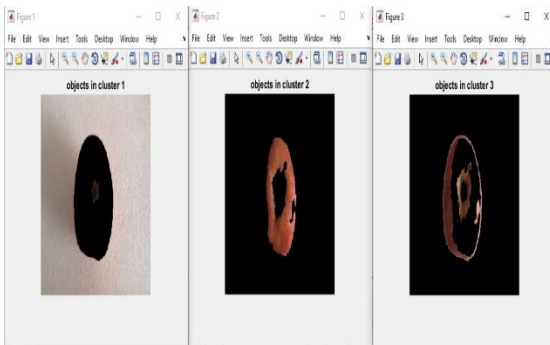 Figure 1
File Edit View Insert Tools Desktop Window Help
objects in cluster 1
Figure 2
File Edit View Insert Tools Desktop Window Help
objects in cluster 2
Figure 3
File Edit View Insert Tools Desktop Window Help
objects in cluster 3